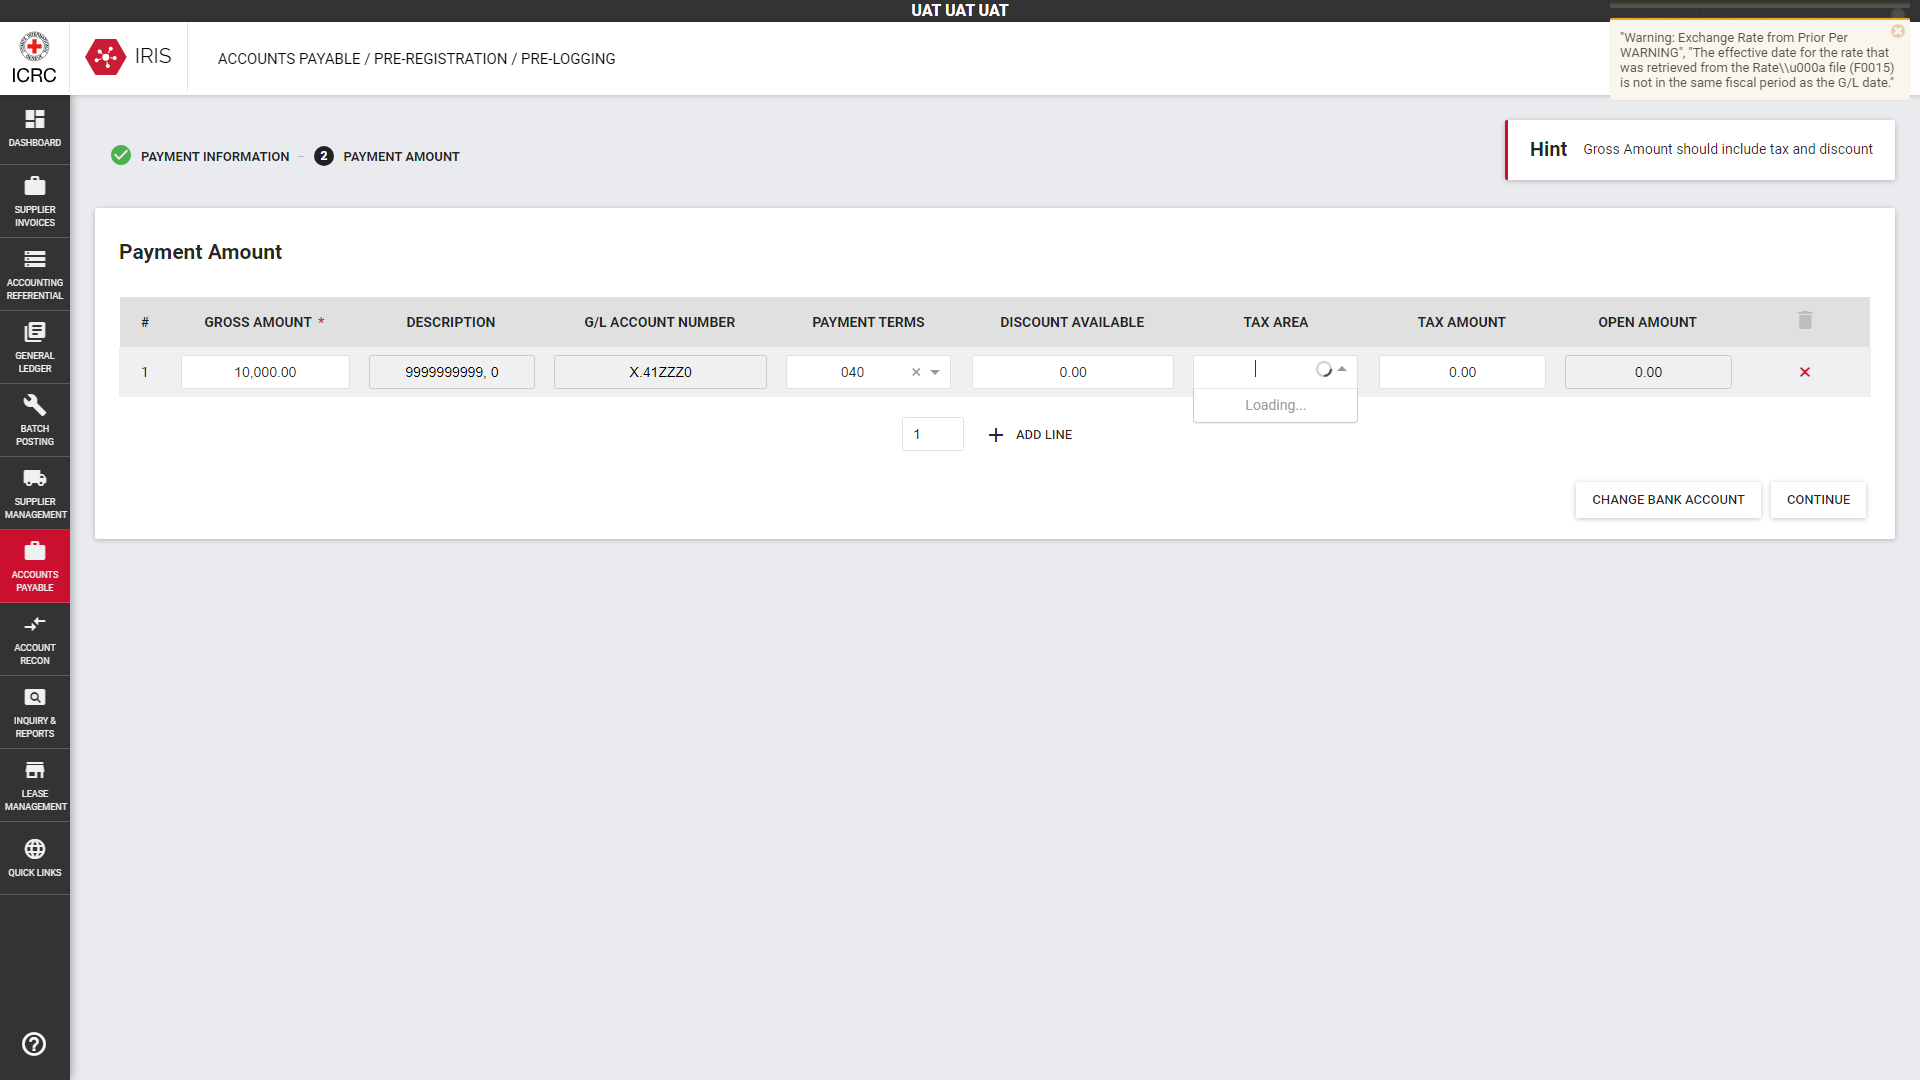 UAT UAT UAT
ICRC
IRIS
ACCOUNTS PAYABLE / PRE-REGISTRATION / PRE-LOGGING
"Warning: Exchange Rate from Prior Per
WARNING", "The effective date for the rate that
was retrieved from the Rate\\u000a file (F0015)
is not in the same fiscal period as the G/L date."
DASHBOARD
SUPPLIER
INVOICES
ACCOUNTING
REFERENTIAL
GENERAL
LEDGER
BATCH
POSTING
SUPPLIER
MANAGEMENT
ACCOUNTS
PAYABLE
ACCOUNT
RECON
INQUIRY &
REPORTS
LEASE
MANAGEMENT
QUICK LINKS
PAYMENT INFORMATION
2 PAYMENT AMOUNT
Hint Gross Amount should include tax and discount
Payment Amount
# GROSS AMOUNT * DESCRIPTION G/L ACCOUNT NUMBER PAYMENT TERMS DISCOUNT AVAILABLE TAX AREA TAX AMOUNT OPEN AMOUNT
1 10,000.00 9999999999, 0 X.41ZZZ0 040 0.00 0.00 0.00
Loading...
1 ADD LINE
CHANGE BANK ACCOUNT CONTINUE